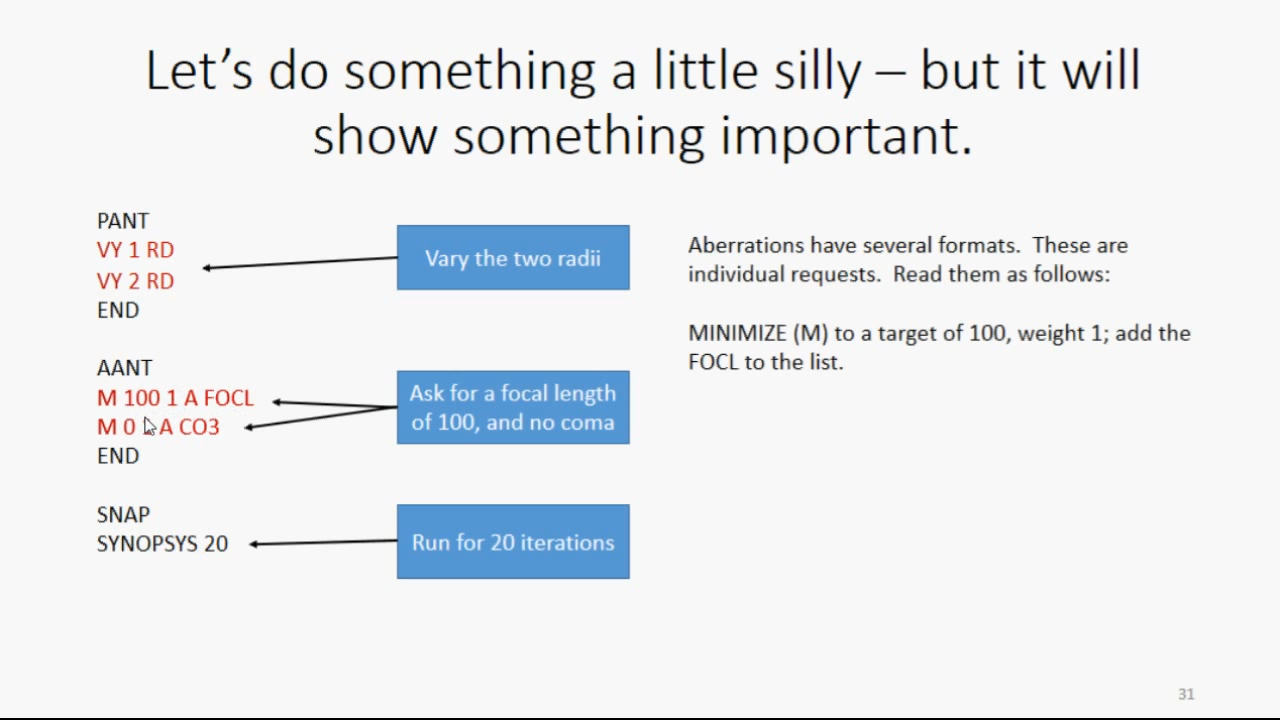 Let's do something a little silly – but it will
show something important.
PANT
VY 1 RD
VY 2 RD
END
Vary the two radii
AANT
M 100 1 A FOCL
M 0 A CO3
END
Ask for a focal length
of 100, and no coma
SNAP
SYNOPSYS 20
Run for 20 iterations
Aberrations have several formats. These are
individual requests. Read them as follows:
MINIMIZE (M) to a target of 100, weight 1; add the
FOCL to the list.
31